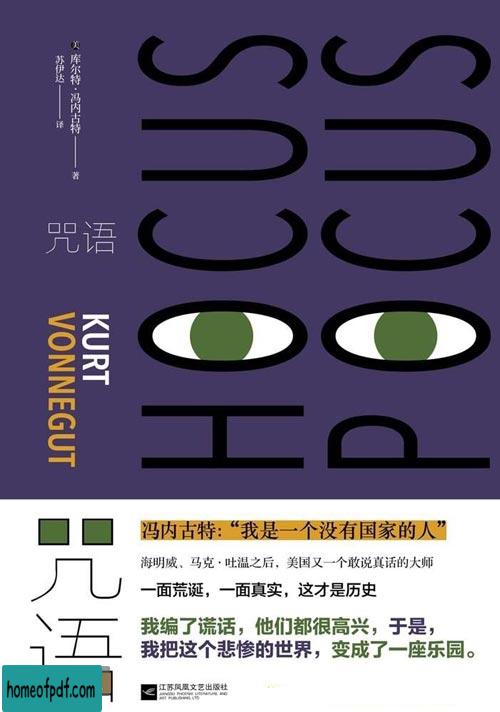 [美] 库尔特·冯内古特——著
苏伊达——译
HOCUS
POCUS
咒语
KURT
VONNEGUT
咒语
冯内古特：“我是一个没有国家的人”
海明威、马克·吐温之后，美国又一个敢说真话的大师
一面荒诞，一面真实，这才是历史
我编了谎话，他们都很高兴，于是，
我把这个悲惨的世界，变成了一座乐园。
江苏凤凰文艺出版社
homeofpdf.com